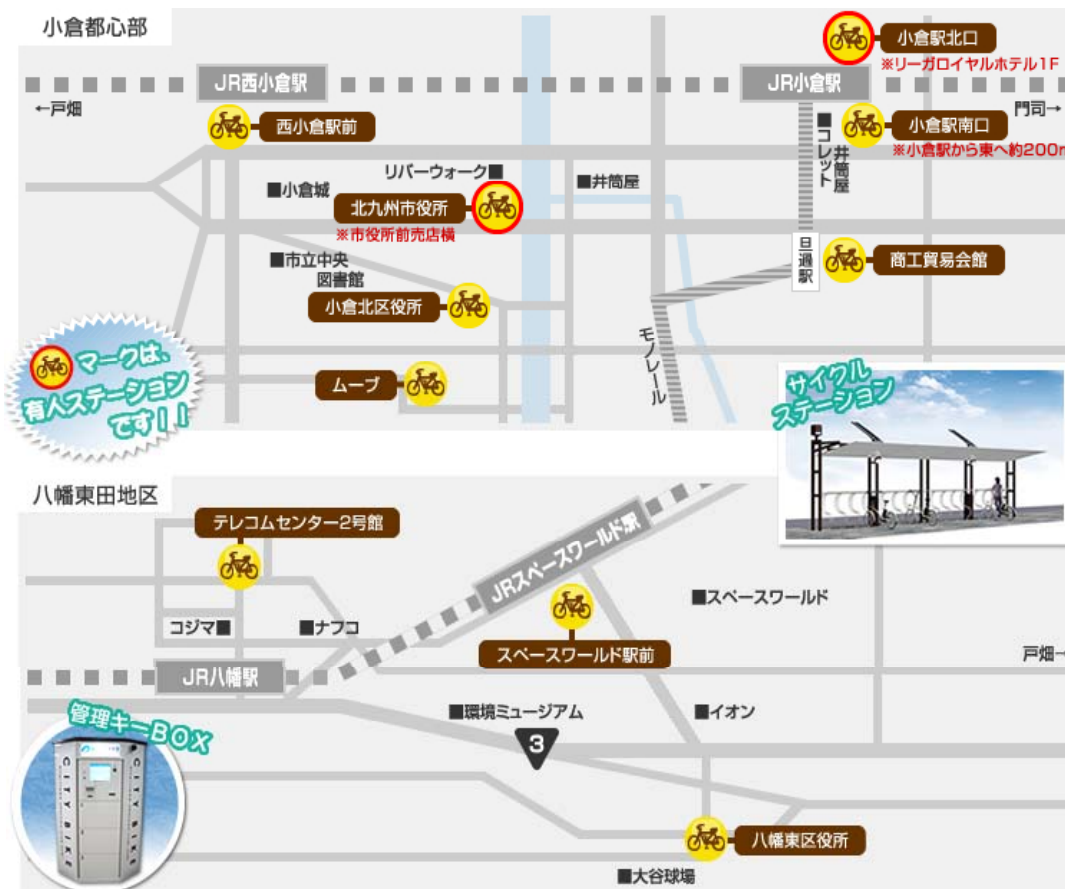 小倉都心部
小倉駅北口
※リーガロイヤルホテル1F
JR西小倉駅
JR小倉駅
←戸畑
門司→
西小倉駅前
小倉駅南口
※小倉駅から東へ約200m
■コレット
井筒屋
リバーウォーク■
■小倉城
■井筒屋
北九州市役所
※市役所前売店横
旦過駅
商工貿易会館
■市立中央
図書館
小倉北区役所
モノレール
マークは、
有人ステーション
です!!
ムーブ
サイクル
ステーション
八幡東田地区
テレコムセンター2号館
JRスペースワールド駅
■スペースワールド
コジマ■
■ナフコ
スペースワールド駅前
戸畑→
JR八幡駅
管理キーBOX
■環境ミュージアム
■イオン
3
CITY BIKE
CITY BIKE
八幡東区役所
■大谷球場